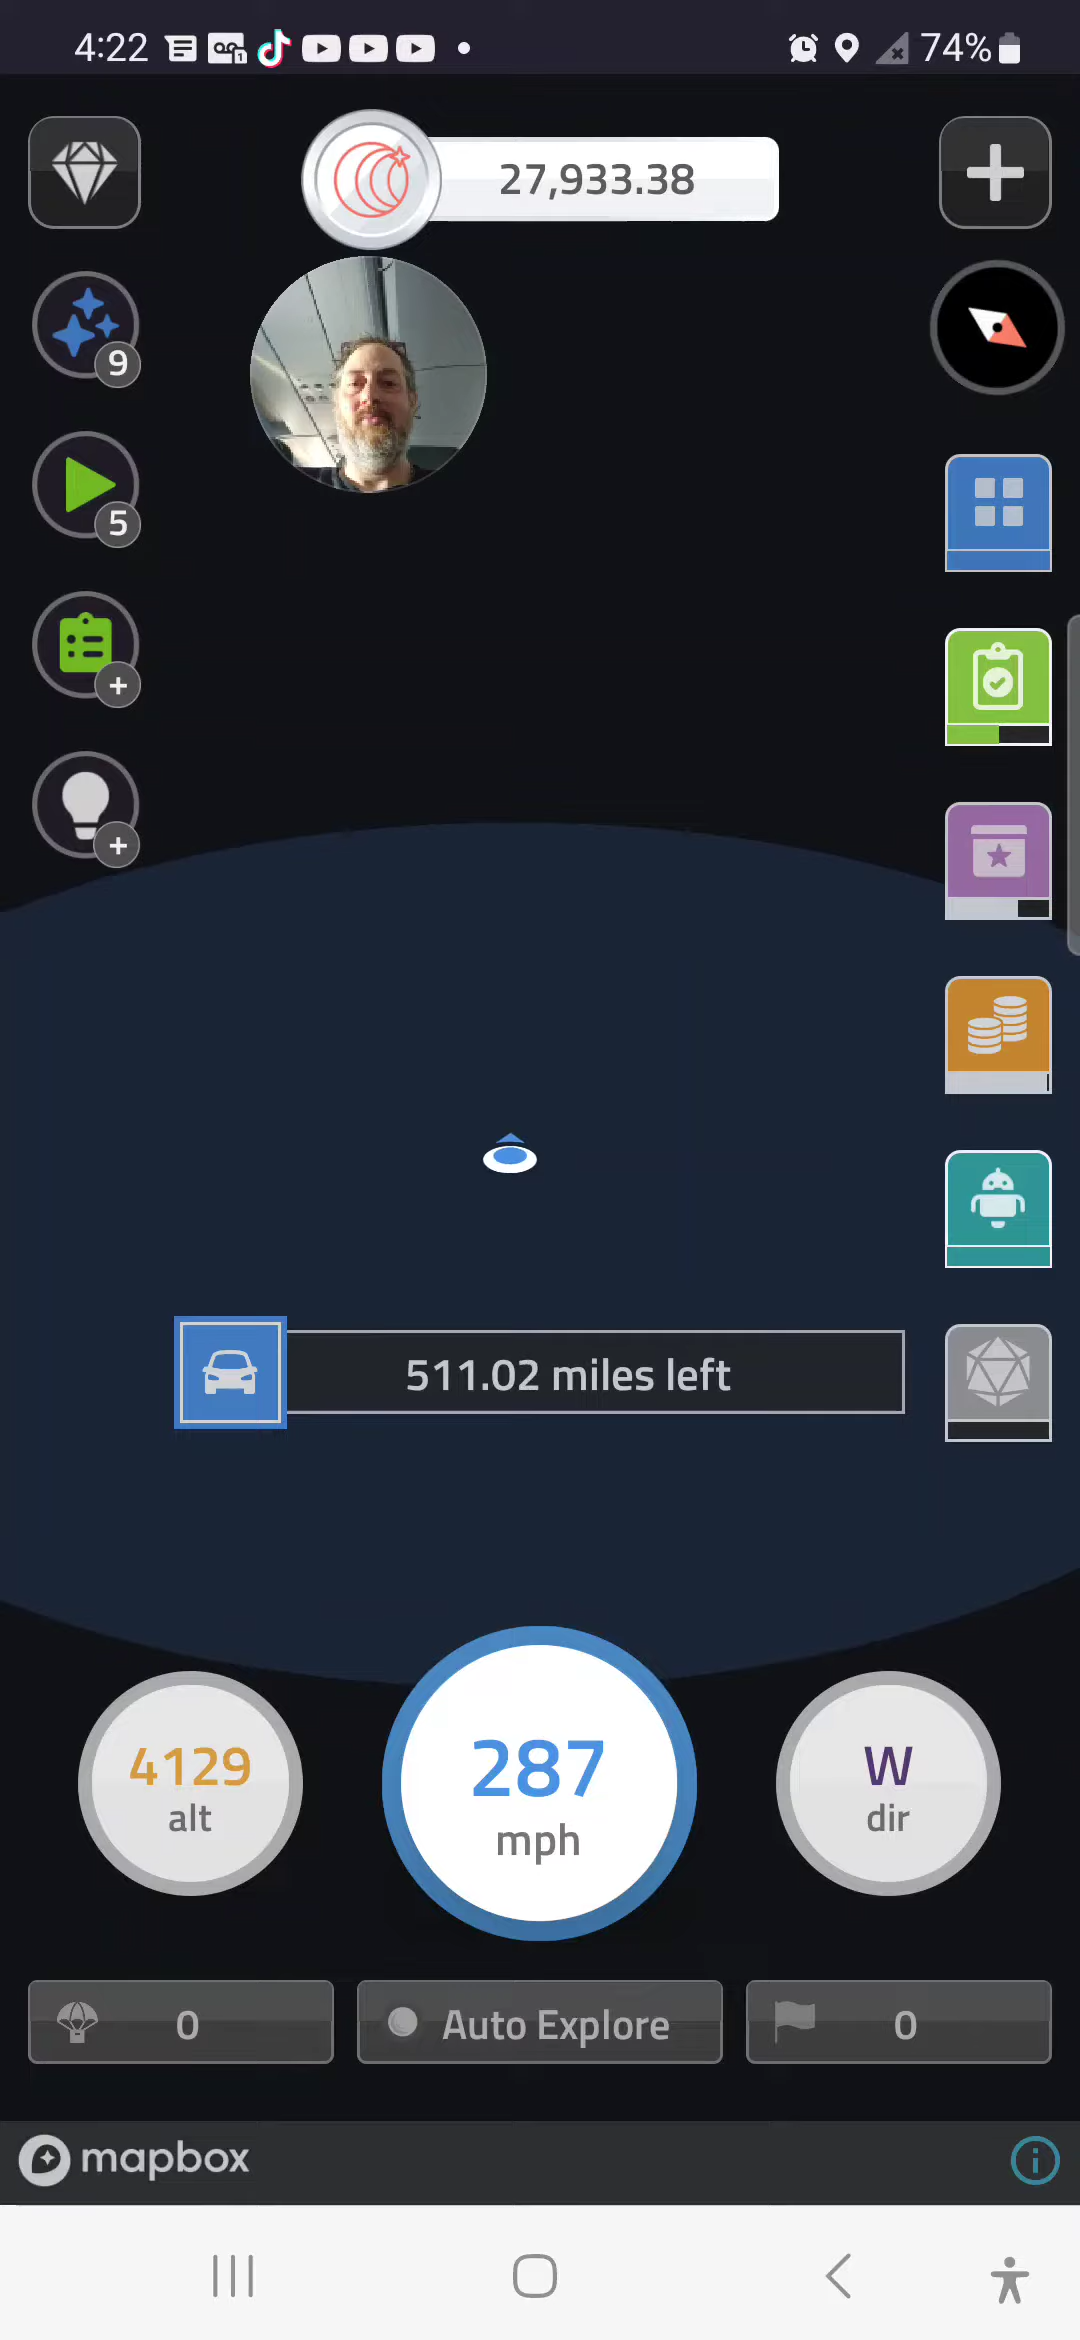 4:22
74%
27,933.38
9
5
511.02 miles left
4129
alt
287
mph
W
dir
0
Auto Explore
0
mapbox